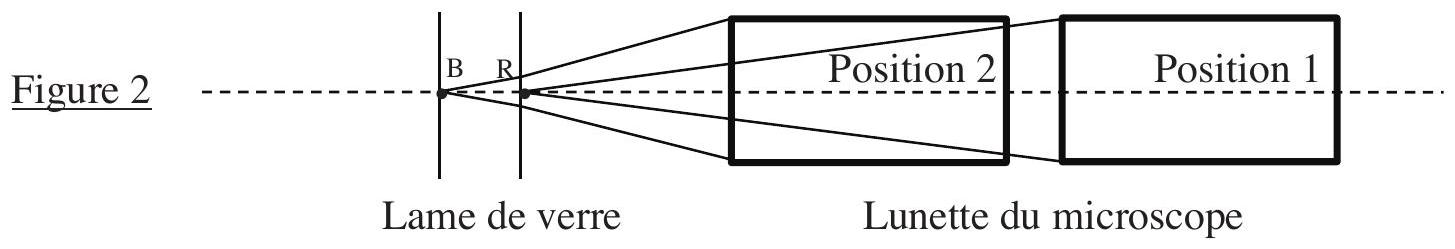 B R
Figure 2 Position 2 Position 1
Lame de verre Lunette du microscope